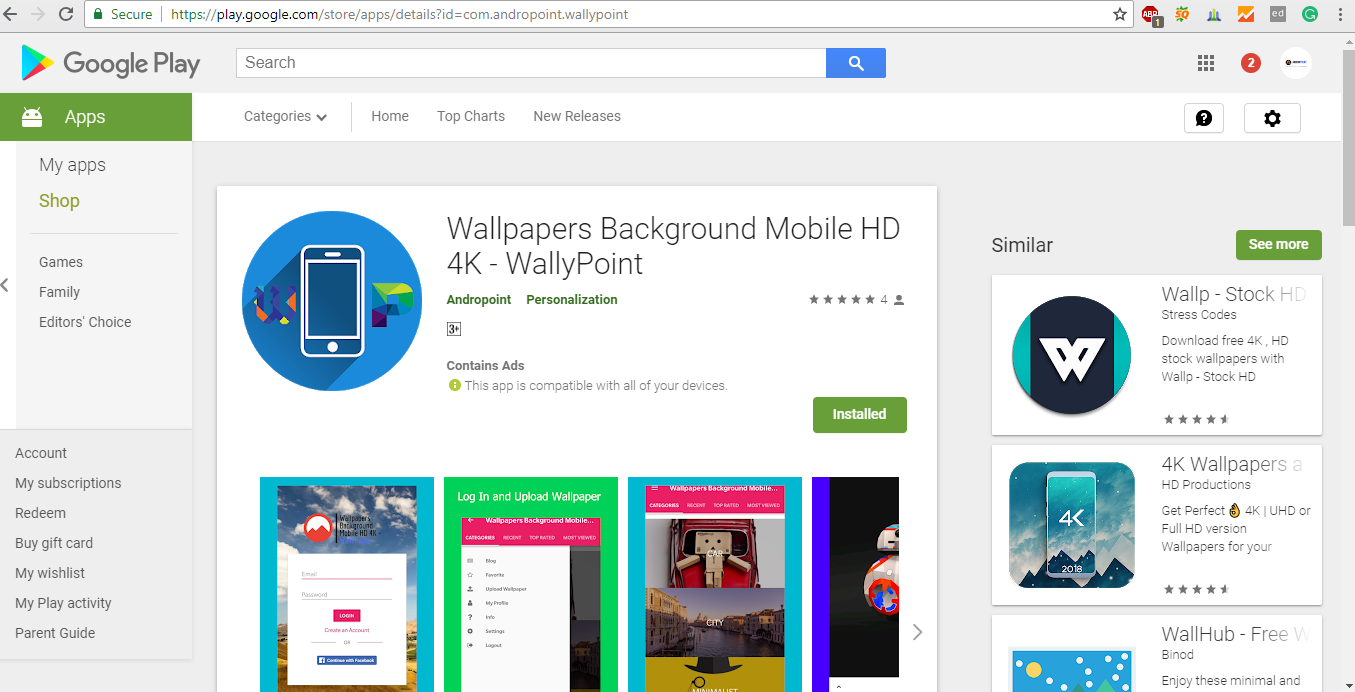 Secure
https://play.google.com/store/apps/details?id=com.andropoint.wallypoint
ABP
1
SQ
ed
Google Play
Search
2
Apps
Categories
Home
Top Charts
New Releases
My apps
Shop
Games
Family
Editors' Choice
Account
My subscriptions
Redeem
Buy gift card
My wishlist
My Play activity
Parent Guide
Wallpapers Background Mobile HD
4K - WallyPoint
Andropoint
Personalization
4
3+
Contains Ads
This app is compatible with all of your devices.
Installed
Wallpapers
Background
Mobile HD 4K -
Email
Password
LOGIN
Create an Account
OR
Continue with Facebook
Log In and Upload Wallpaper
Wallpapers Background Mobile...
CATEGORIES RECENT TOP RATED MOST VIEWED
Blog
Favorite
Upload Wallpaper
My Profile
Info
Settings
Logout
Wallpapers Background Mobile...
CATEGORIES RECENT TOP RATED MOST VIEWED
CAR
CITY
MINIMALIST
Similar
See more
Wallp - Stock HD
Stress Codes
Download free 4K , HD
stock wallpapers with
Wallp - Stock HD
4K
2018
4K Wallpapers a
HD Productions
Get Perfect 4K | UHD or
Full HD version
Wallpapers for your
WallHub - Free W
Binod
Enjoy these minimal and